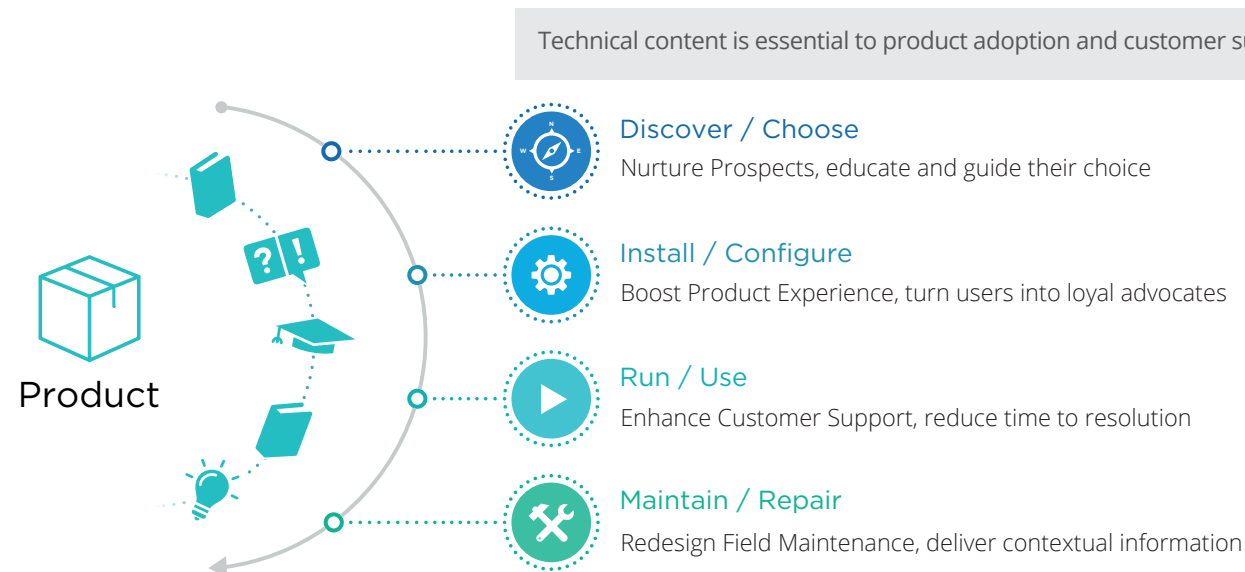 Technical content is essential to product adoption and customer
Discover / Choose
Nurture Prospects, educate and guide their choice
Install / Configure
Boost Product Experience, turn users into loyal advocates
Product
Run / Use
Enhance Customer Support, reduce time to resolution
Maintain / Repair
Redesign Field Maintenance, deliver contextual information
N
W
E
S
? !